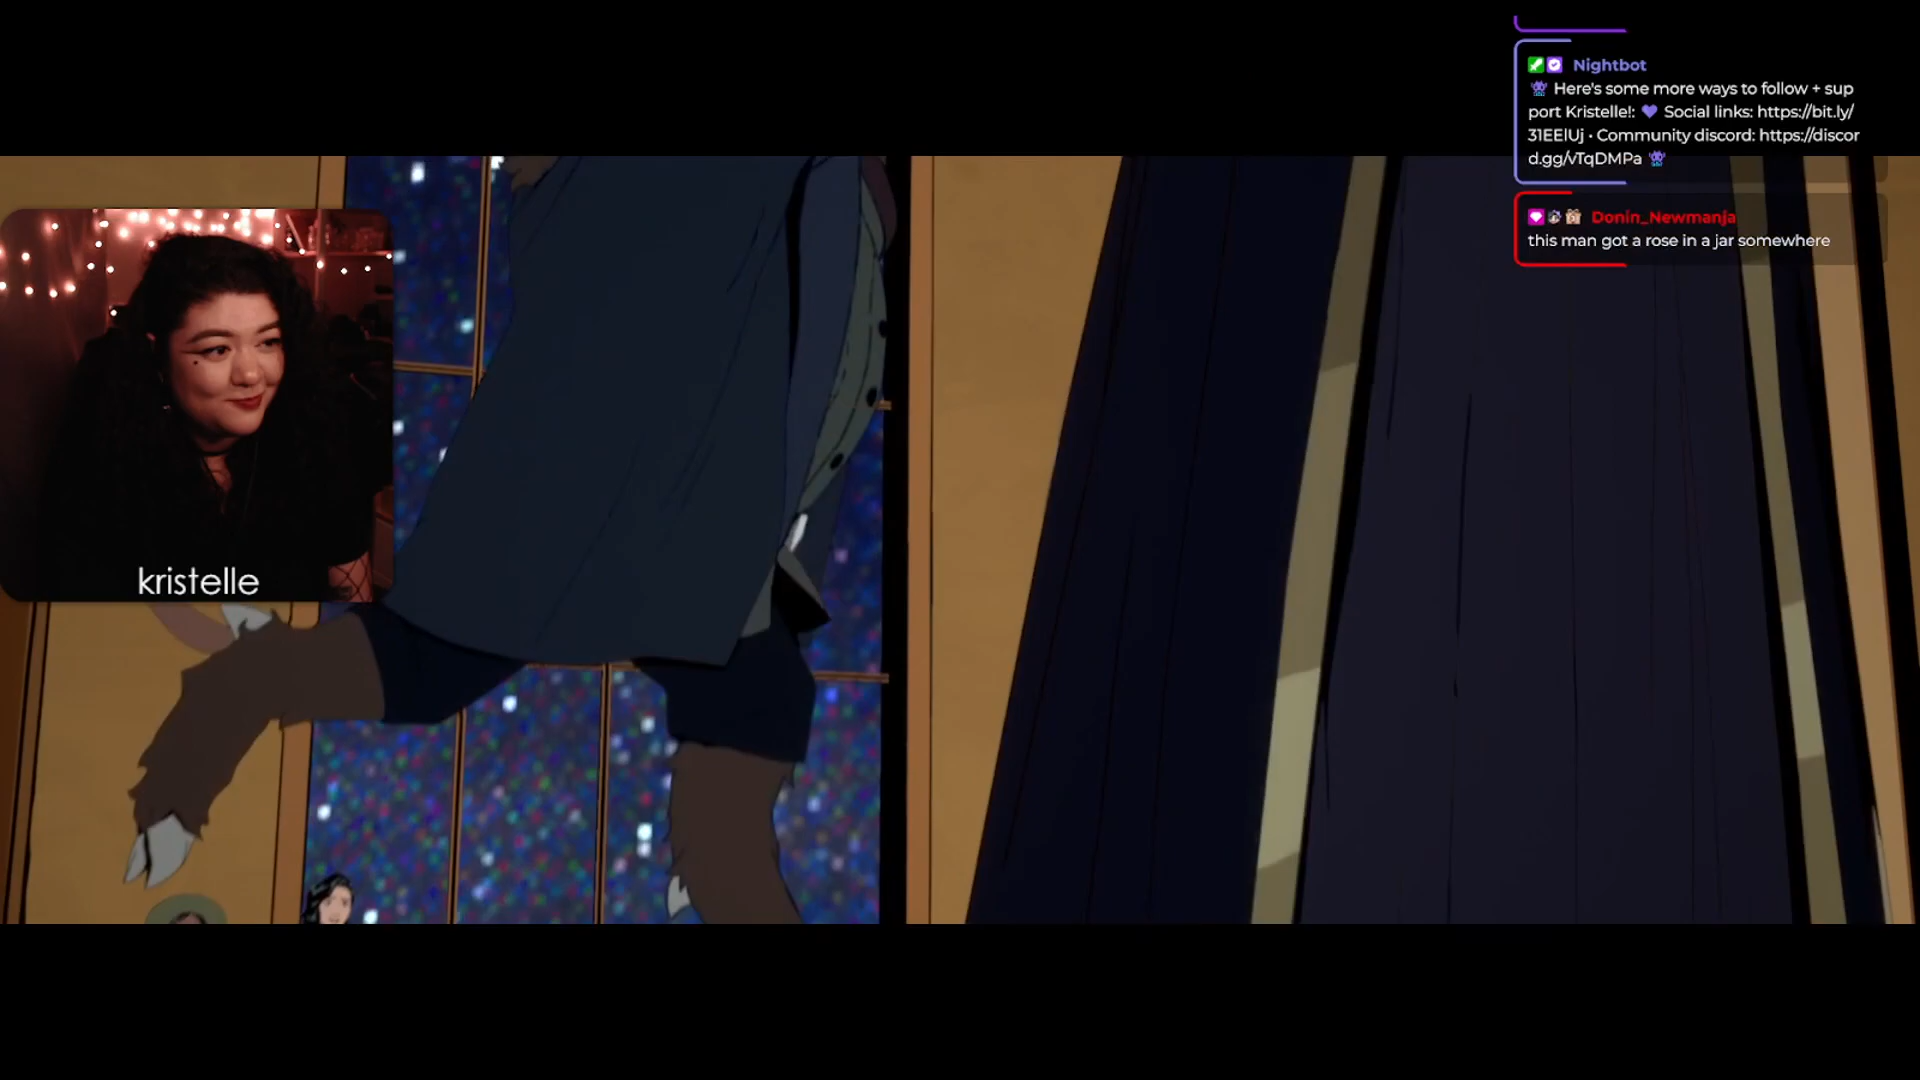 Nightbot
Here's some more ways to follow + sup
port Kristelle!: 💜 Social links: https://bit.ly/
31EElUj • Community discord: https://discor
d.gg/vTqDMPa
Donin_Newmanja
this man got a rose in a jar somewhere
kristelle